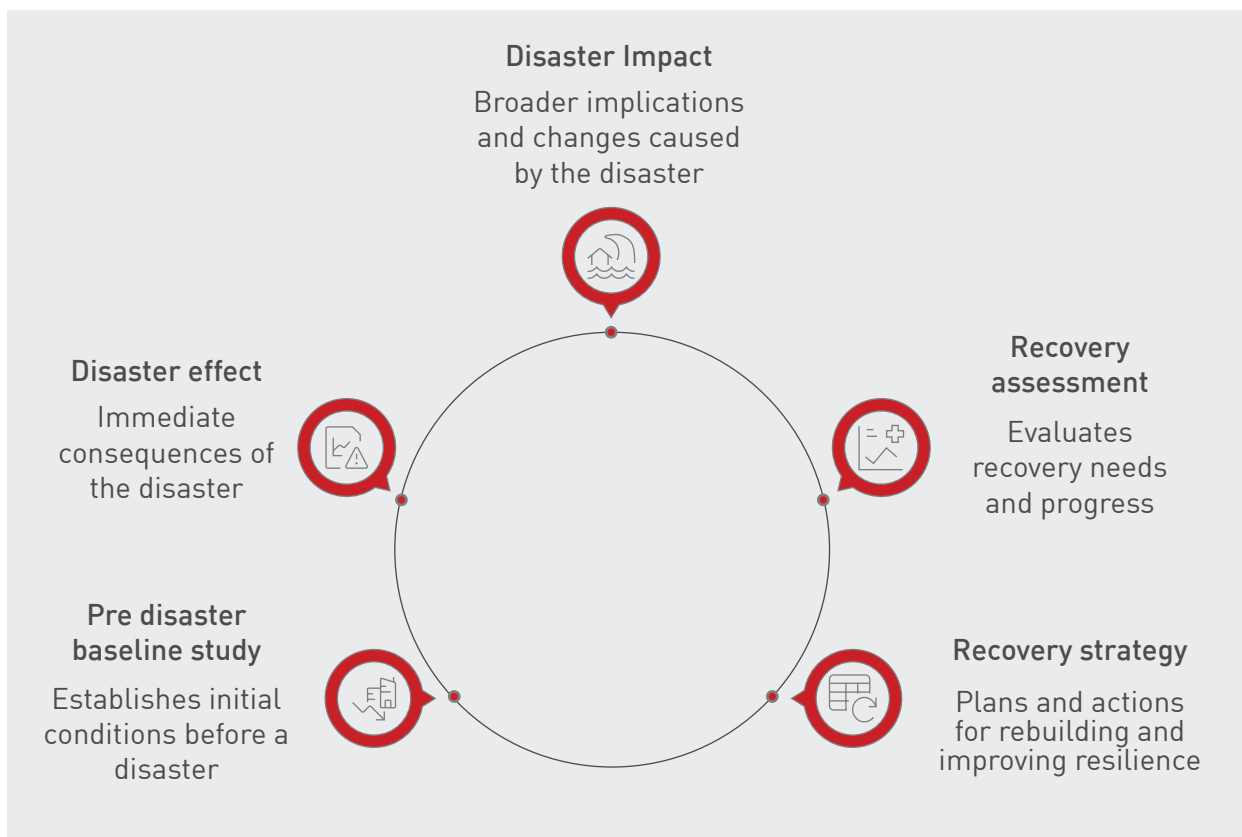 Disaster Impact
Broader implications
and changes caused
by the disaster
Disaster effect
Immediate
consequences of
the disaster
Recovery
assessment
Evaluates
recovery needs
and progress
Pre disaster
baseline study
Establishes initial
conditions before a
disaster
Recovery strategy
Plans and actions
for rebuilding and
improving resilience